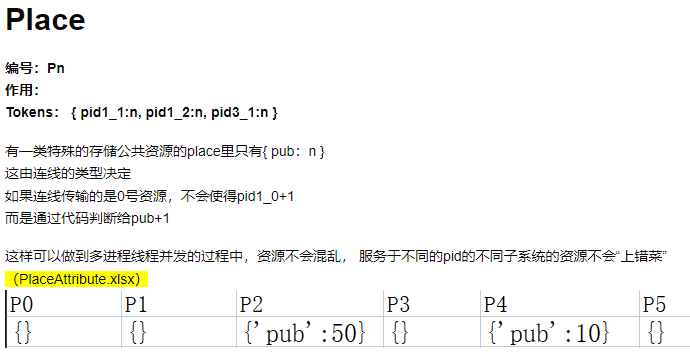 Place
编号：Pn
作用：
Tokens： { pid1_1:n, pid1_2:n, pid3_1:n }
有一类特殊的存储公共资源的place里只有{ pub：n }
这由连线的类型决定
如果连线传输的是0号资源，不会使得pid1_0+1
而是通过代码判断给pub+1
这样可以做到多进程线程并发的过程中，资源不会混乱， 服务于不同的pid的不同子系统的资源不会“上错菜”
（PlaceAttribute.xlsx）
P0 P1 P2 P3 P4 P5
{} {} {'pub':50} {} {'pub':10} {}